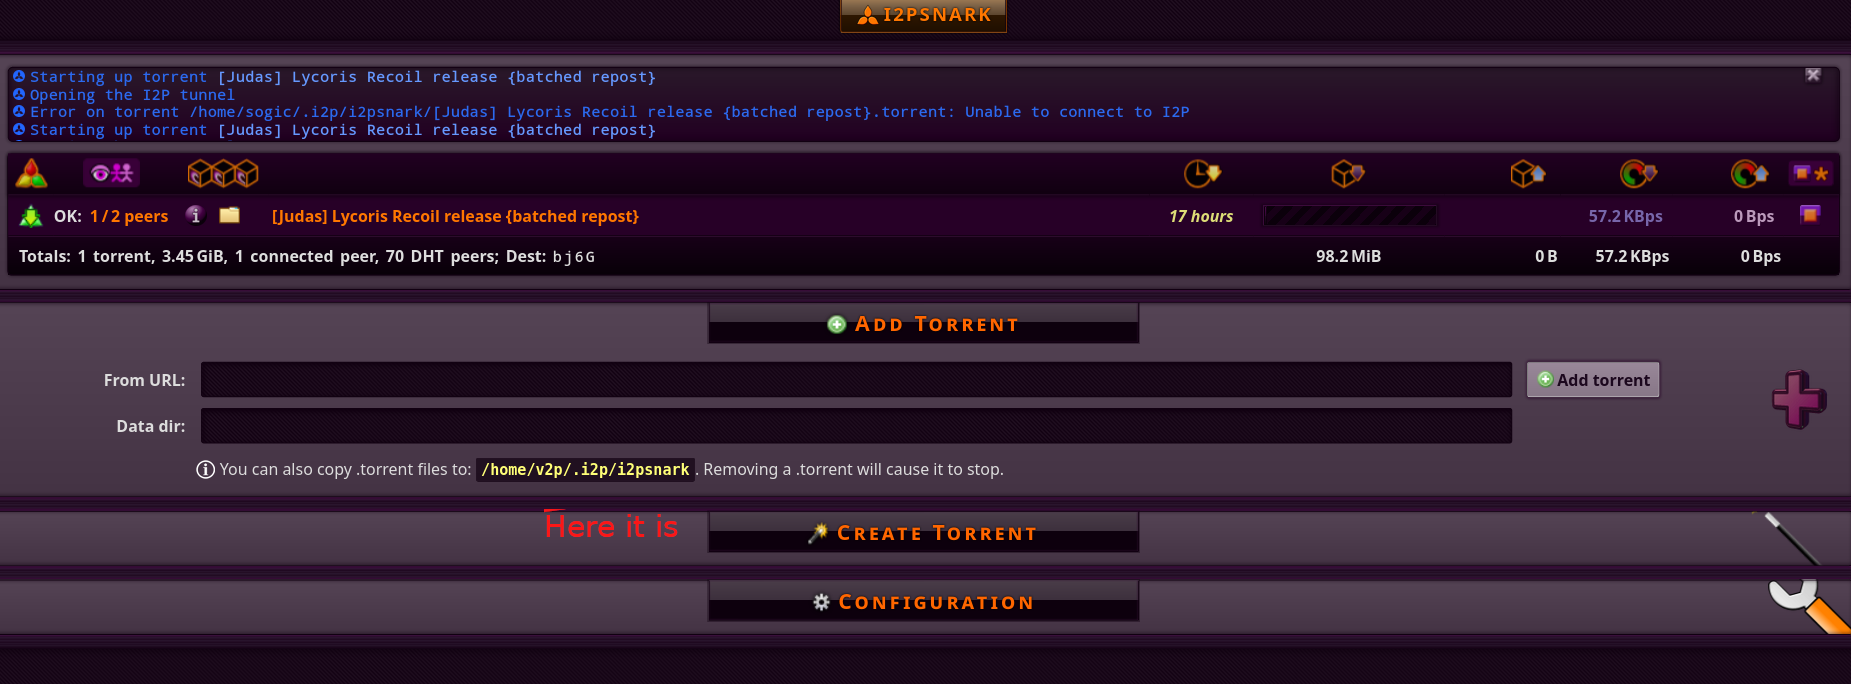 I2PSNARK
Starting up torrent [Judas] Lycoris Recoil release {batched repost}
Opening the I2P tunnel
Error on torrent /home/sogic/.i2p/i2psnark/[Judas] Lycoris Recoil release {batched repost}.torrent: Unable to connect to I2P
Starting up torrent [Judas] Lycoris Recoil release {batched repost}
OK: 1/2 peers [Judas] Lycoris Recoil release {batched repost} 17 hours 57.2 KBps 0 Bps
Totals: 1 torrent, 3.45 GiB, 1 connected peer, 70 DHT peers; Dest: bj6G 98.2 MiB 0 B 57.2 KBps 0 Bps
ADD TORRENT
From URL: Add torrent
Data dir:
You can also copy .torrent files to: /home/v2p/.i2p/i2psnark. Removing a .torrent will cause it to stop.
Here it is
CREATE TORRENT
CONFIGURATION